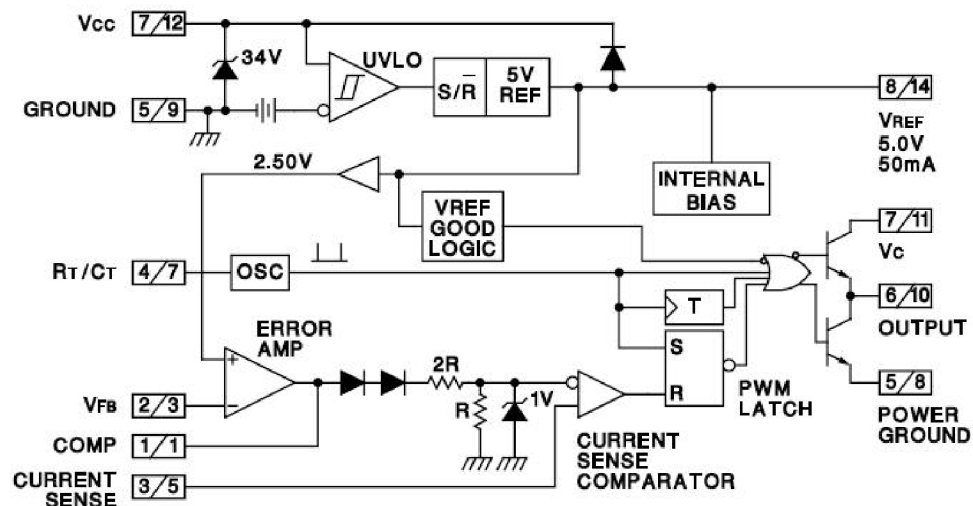 Vcc 7/12
34V
UVLO
S/R̅
5V
REF
GROUND 5/9
8/14
VREF
5.0V
50mA
2.50V
INTERNAL
BIAS
VREF
GOOD
LOGIC
7/11
Vc
RT/CT 4/7
OSC
T
6/10
OUTPUT
ERROR
AMP
+
−
2R
R
1V
S
R
PWM
LATCH
5/8
POWER
GROUND
VFB 2/3
COMP 1/1
CURRENT
SENSE
COMPARATOR
CURRENT
SENSE 3/5